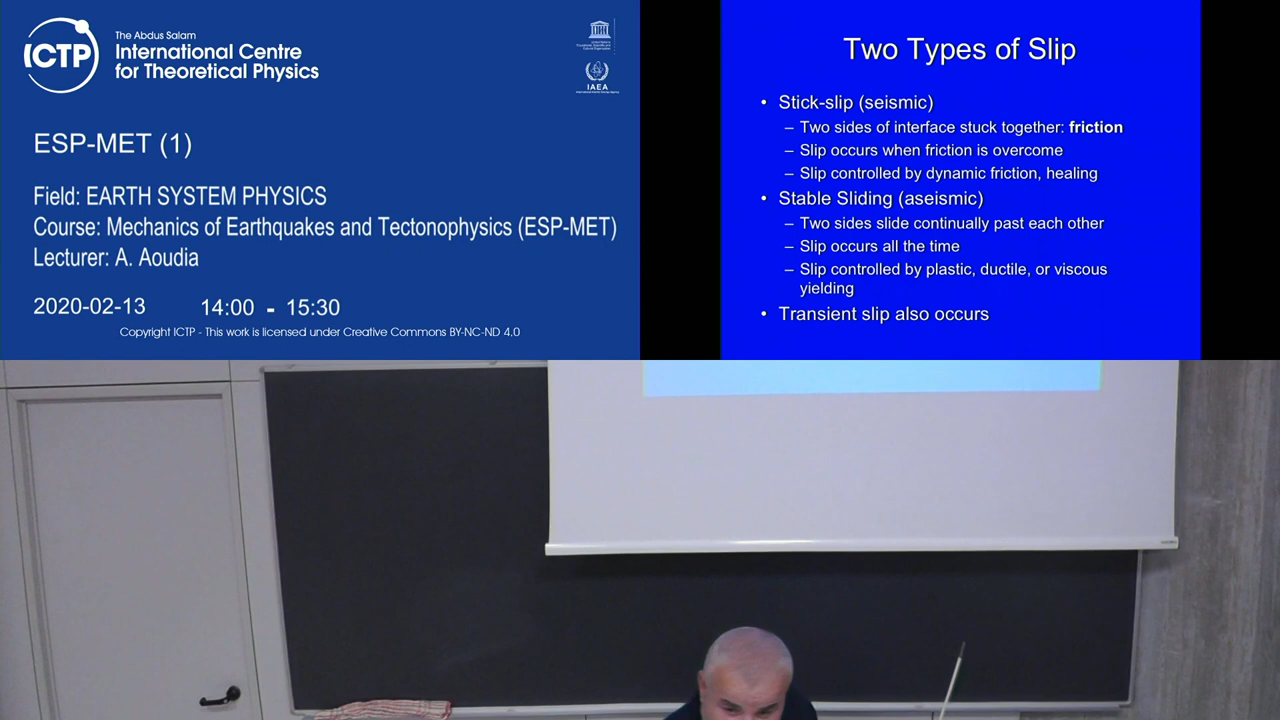 The Abdus Salam
ICTP
International Centre
for Theoretical Physics
IAEA
ESP-MET (1)
Field: EARTH SYSTEM PHYSICS
Course: Mechanics of Earthquakes and Tectonophysics (ESP-MET)
Lecturer: A. Aoudia
2020-02-13 14:00 - 15:30
Copyright ICTP - This work is licensed under Creative Commons BY-NC-ND 4.0
Two Types of Slip
• Stick-slip (seismic)
– Two sides of interface stuck together: friction
– Slip occurs when friction is overcome
– Slip controlled by dynamic friction, healing
• Stable Sliding (aseismic)
– Two sides slide continually past each other
– Slip occurs all the time
– Slip controlled by plastic, ductile, or viscous
yielding
• Transient slip also occurs